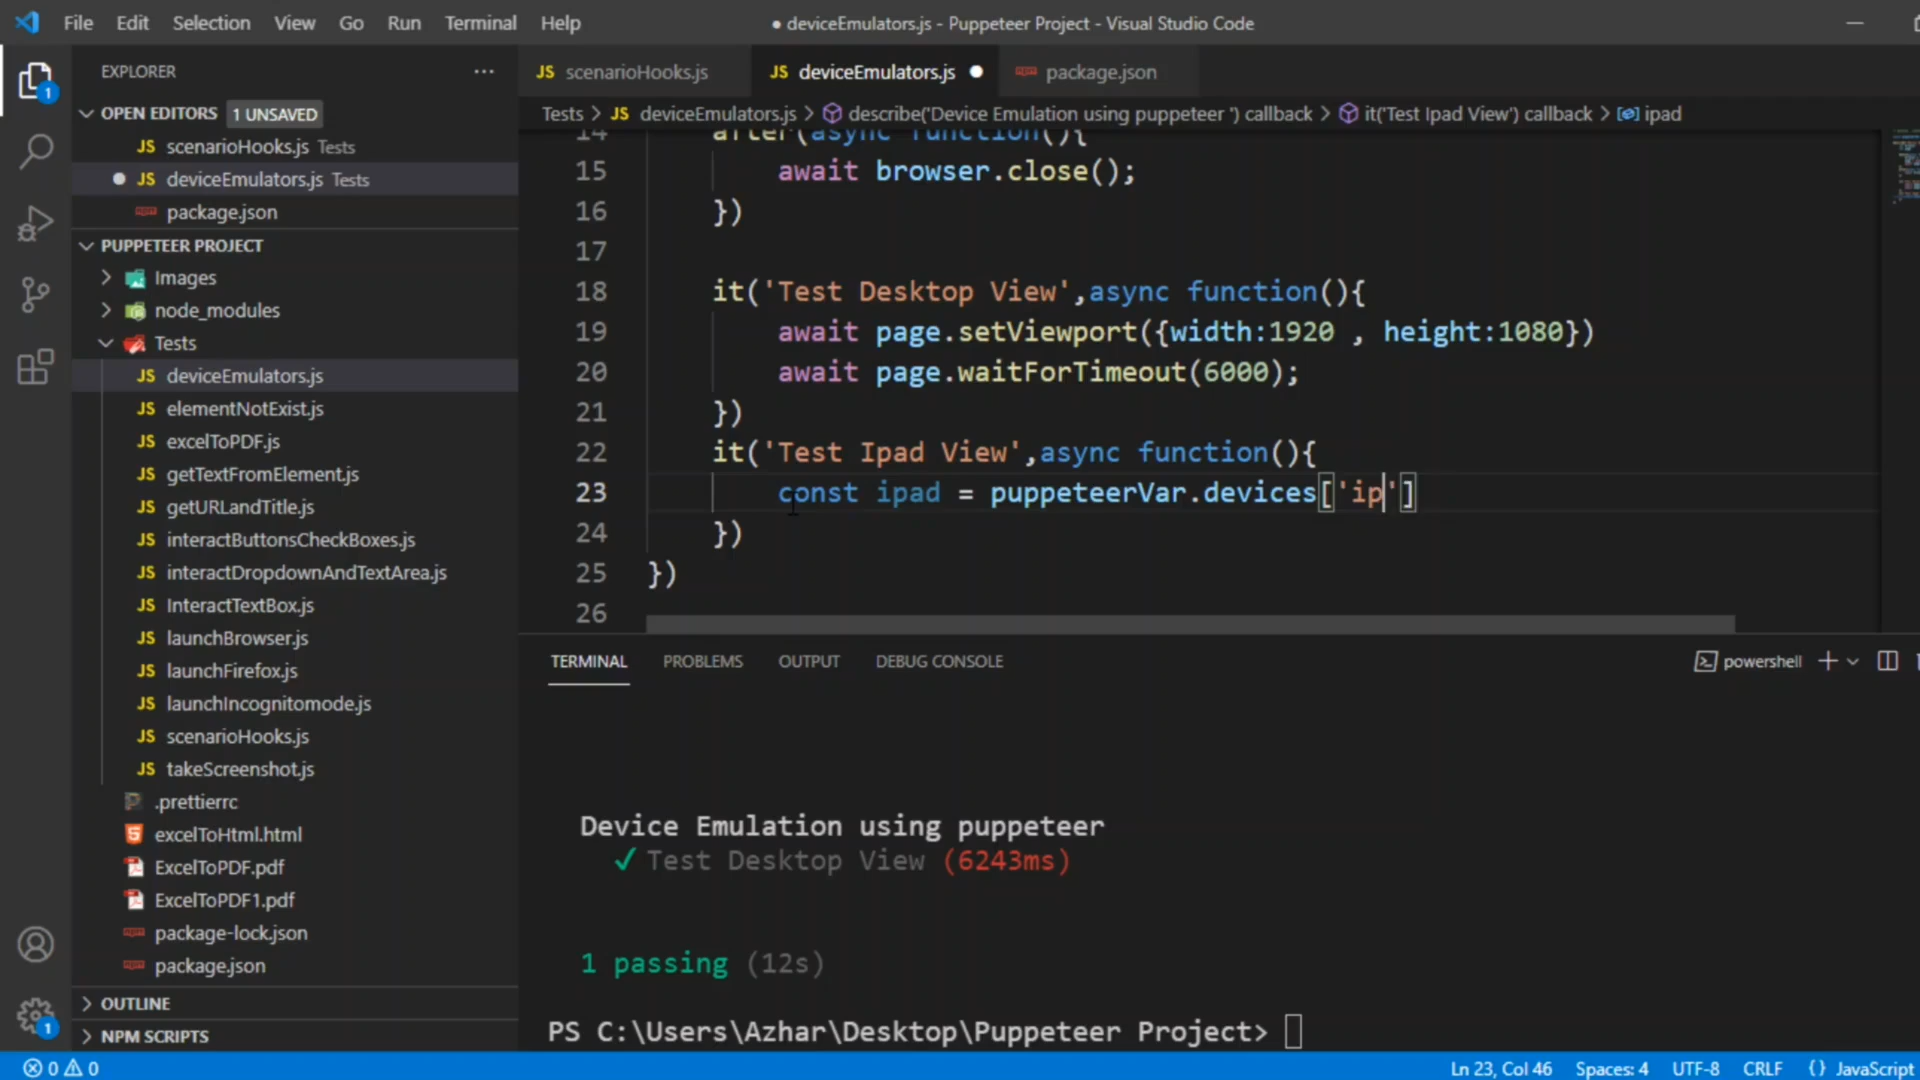 File Edit Selection View Go Run Terminal Help
● deviceEmulators.js - Puppeteer Project - Visual Studio Code
EXPLORER
OPEN EDITORS 1 UNSAVED
JS scenarioHooks.js Tests
JS deviceEmulators.js Tests
package.json
PUPPETEER PROJECT
Images
node_modules
Tests
JS deviceEmulators.js
JS elementNotExist.js
JS excelToPDF.js
JS getTextFromElement.js
JS getURLandTitle.js
JS interactButtonsCheckBoxes.js
JS interactDropdownAndTextArea.js
JS InteractTextBox.js
JS launchBrowser.js
JS launchFirefox.js
JS launchIncognitomode.js
JS scenarioHooks.js
JS takeScreenshot.js
.prettierrc
excelToHtml.html
ExcelToPDF.pdf
ExcelToPDF1.pdf
package-lock.json
package.json
OUTLINE
NPM SCRIPTS
JS scenarioHooks.js
JS deviceEmulators.js
package.json
Tests > JS deviceEmulators.js > describe('Device Emulation using puppeteer ') callback > it('Test Ipad View') callback > ipad
14 after(async function(){
15 await browser.close();
16 })
17
18 it('Test Desktop View',async function(){
19 await page.setViewport({width:1920 , height:1080})
20 await page.waitForTimeout(6000);
21 })
22 it('Test Ipad View',async function(){
23 const ipad = puppeteerVar.devices['ip']
24 })
25 })
26
TERMINAL PROBLEMS OUTPUT DEBUG CONSOLE
powershell
Device Emulation using puppeteer
✓ Test Desktop View (6243ms)
1 passing (12s)
PS C:\Users\Azhar\Desktop\Puppeteer Project>
0 0
Ln 23, Col 46 Spaces: 4 UTF-8 CRLF {} JavaScript